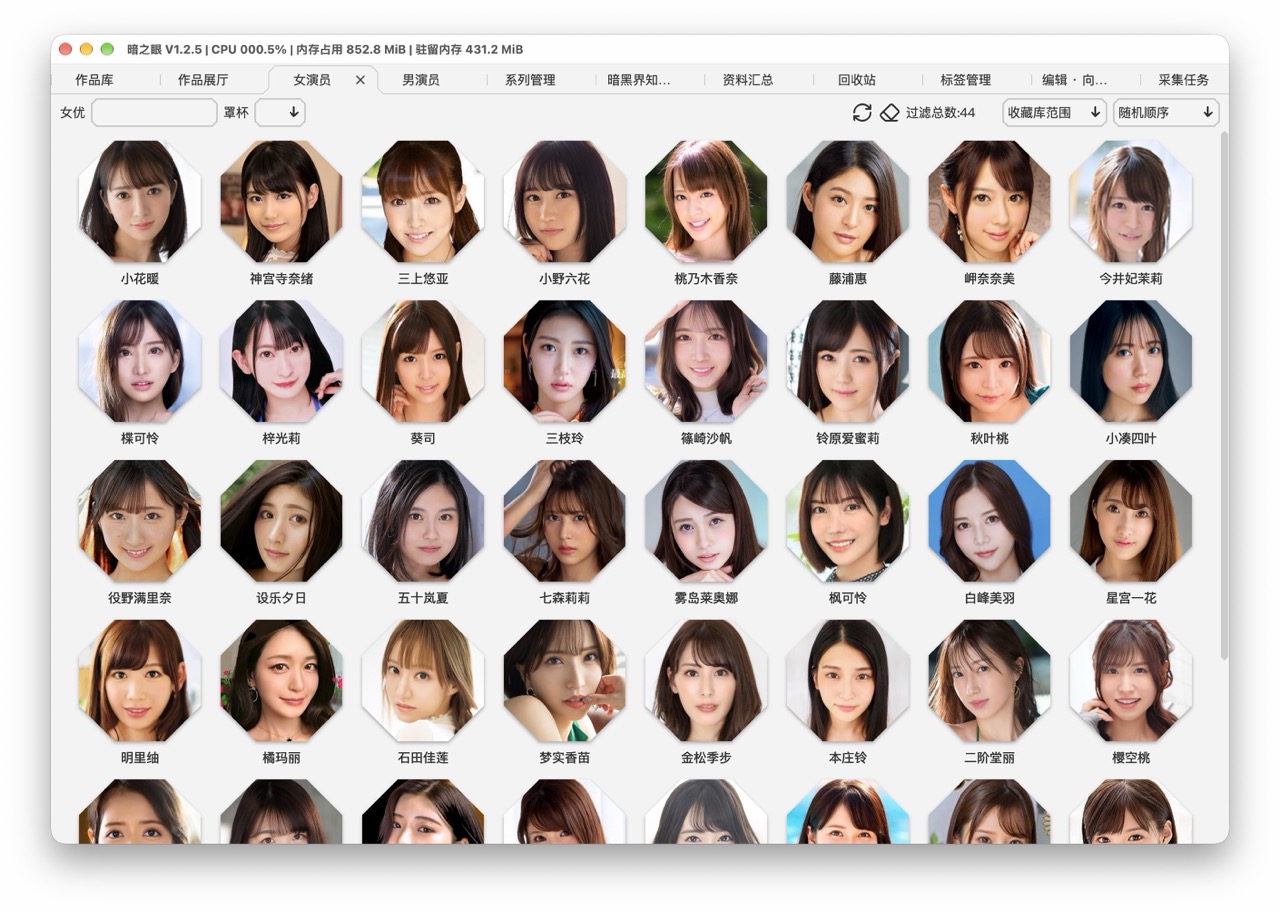 暗之眼 V1.2.5 | CPU 000.5% | 内存占用 852.8 MiB | 驻留内存 431.2 MiB
作品库 作品展厅 女演员 男演员 系列管理 暗黑界知... 资料汇总 回收站 标签管理 编辑 · 向... 采集任务
女优 罩杯 过滤总数:44 收藏库范围 随机顺序
小花暖 神宫寺奈绪 三上悠亚 小野六花 桃乃木香奈 藤浦惠 岬奈奈美 今井妃茉莉
楪可怜 梓光莉 葵司 三枝玲 篠崎沙帆 铃原爱蜜莉 秋叶桃 小凑四叶
役野满里奈 设乐夕日 五十岚夏 七森莉莉 雾岛莱奥娜 枫可怜 白峰美羽 星宫一花
明里紬 橘玛丽 石田佳莲 梦实香苗 金松季步 本庄铃 二阶堂丽 樱空桃